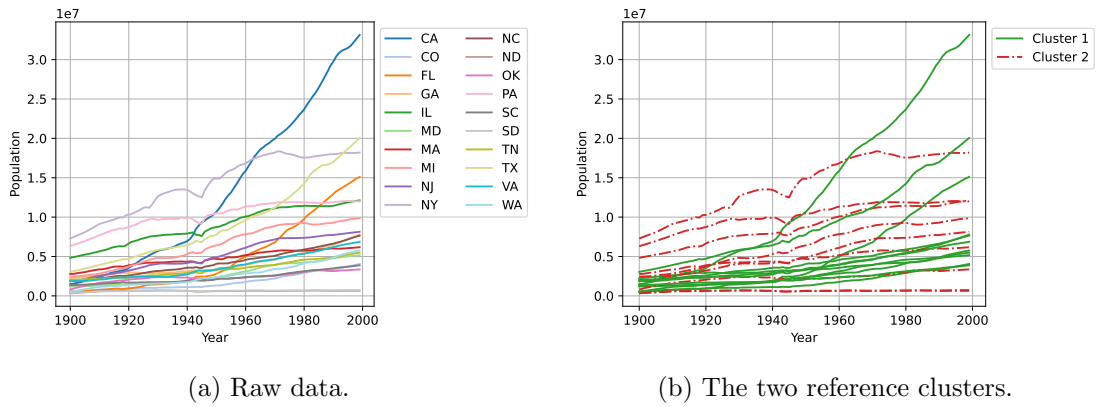 1e7
3.0
2.5
2.0
1.5
1.0
0.5
0.0
Population
1900 1920 1940 1960 1980 2000
Year
CA NC
CO ND
FL OK
GA PA
IL SC
MD SD
MA TN
MI TX
NJ VA
NY WA
(a) Raw data.
1e7
3.0
2.5
2.0
1.5
1.0
0.5
0.0
Population
1900 1920 1940 1960 1980 2000
Year
Cluster 1
Cluster 2
(b) The two reference clusters.